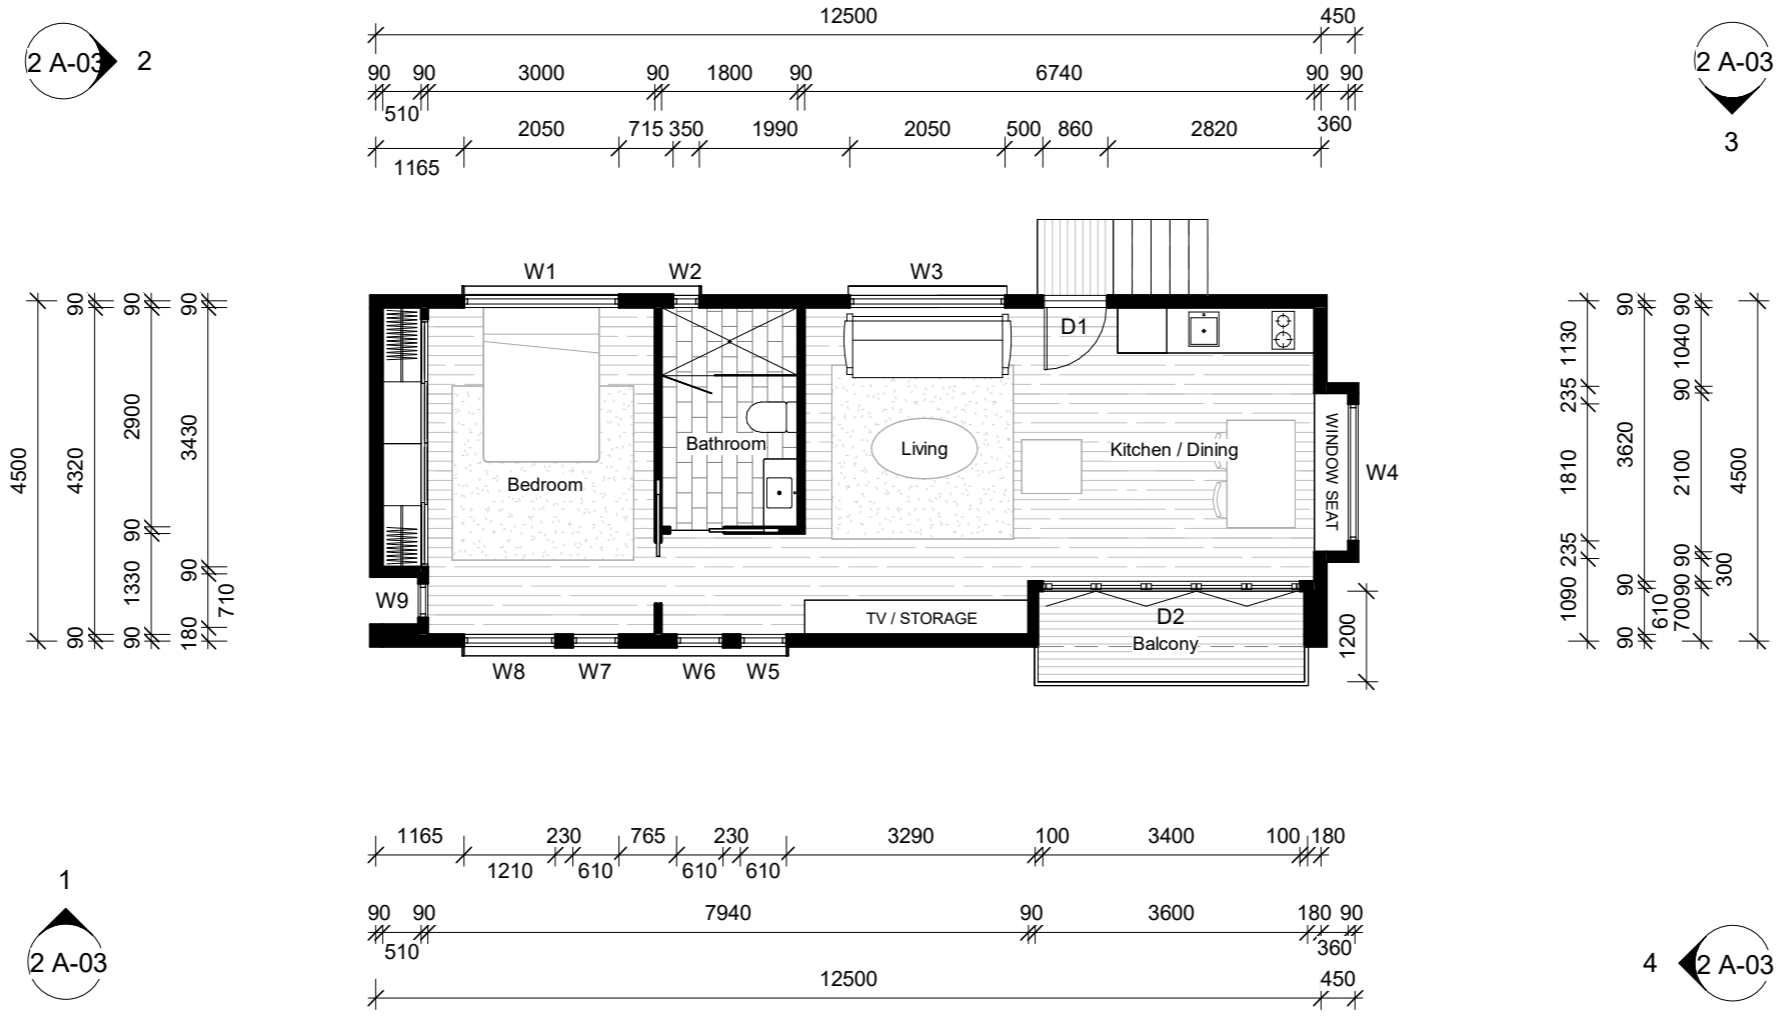 12500 450
2 A-03 2
2 A-03
3
90 90 3000 90 1800 90 6740 90 90
510 360
2050 715 350 1990 2050 500 860 2820
1165
W1 W2 W3
D1
4500 90 4320 90 90 2900 90 1330 90 90 3430 90 710 180
Bedroom
Bathroom
Living
Kitchen / Dining
WINDOW SEAT
W4
1130 235 1810 235 1090
90 3620 90 610 90
90 1040 90 2100 90 300 90 700
4500
1200
W9
TV / STORAGE
D2
Balcony
W8 W7 W6 W5
1165 230 765 230 3290 100 3400 100 180
1210 610 610 610
90 90 7940 90 3600 180 90
510 360
12500 450
1
2 A-03
4 2 A-03